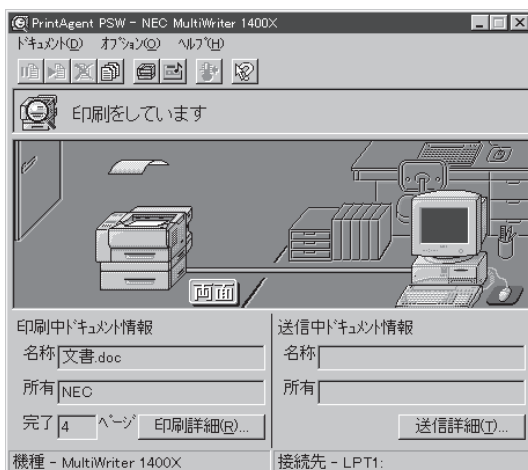 PrintAgent PSW - NEC MultiWriter 1400X
ドキュメント(D) オプション(O) ヘルプ(H)
印刷をしています
両面
印刷中ドキュメント情報
名称 文書.doc
所有 NEC
完了 4 ページ 印刷詳細(R)...
送信中ドキュメント情報
名称
所有
送信詳細(T)...
機種 - MultiWriter 1400X
接続先 - LPT1: